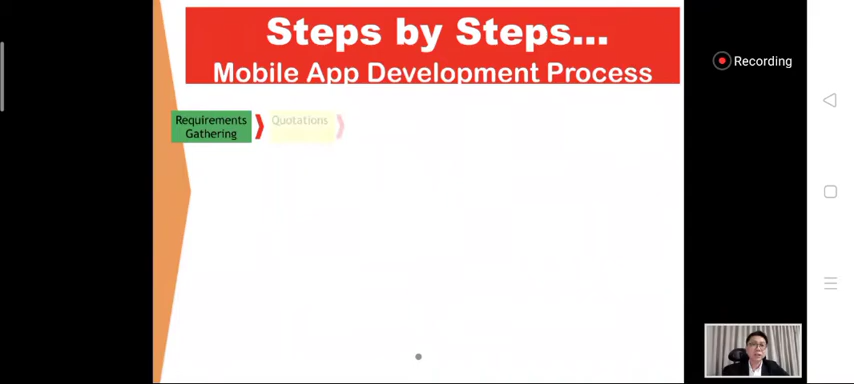 Steps by Steps...
Mobile App Development Process
Recording
Requirements
Gathering
Quotations